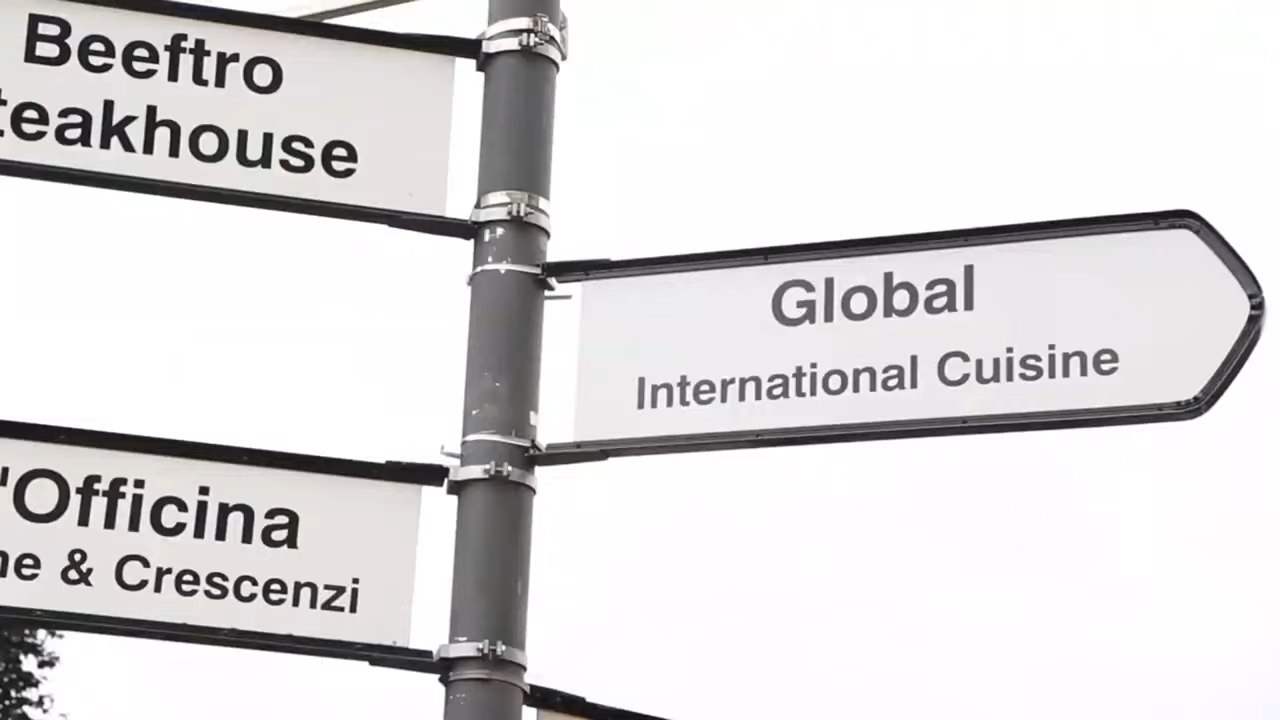 Beeftro
teakhouse
Global
International Cuisine
'Officina
ne & Crescenzi